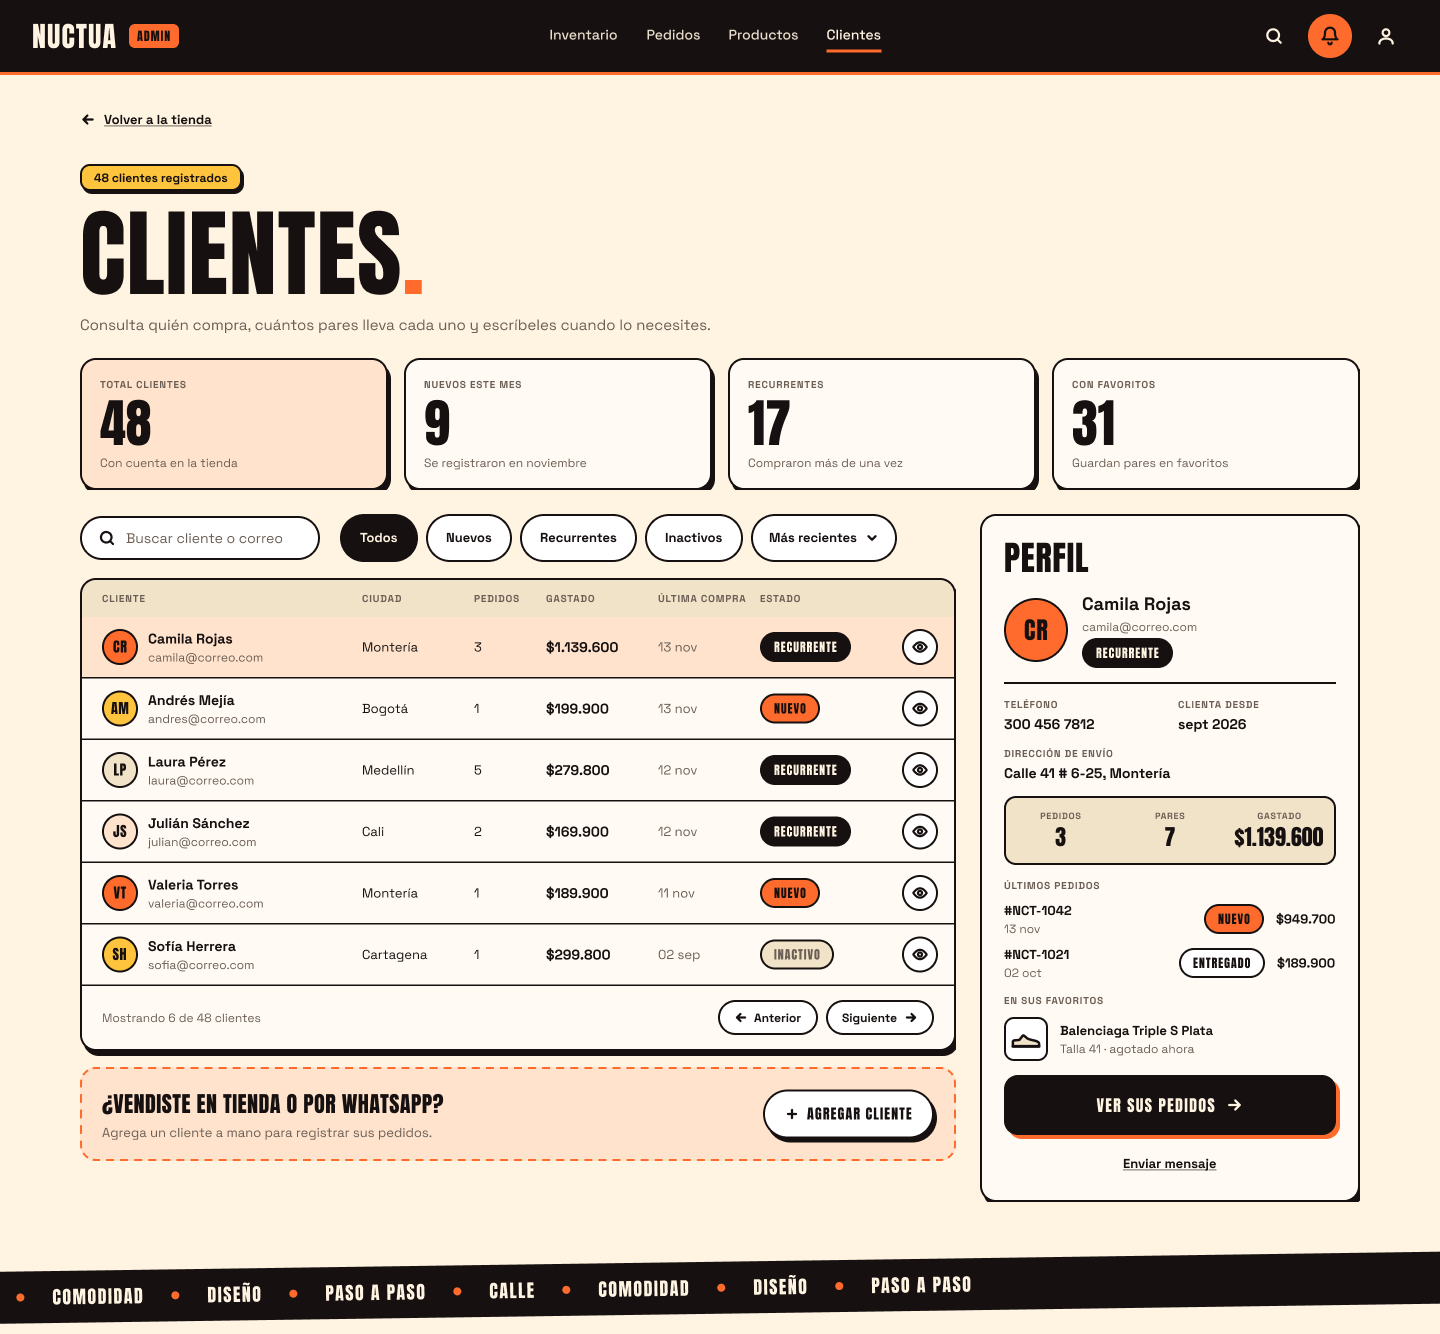 NUCTUA ADMIN Inventario Pedidos Productos Clientes
Volver a la tienda
48 clientes registrados
CLIENTES.
Consulta quién compra, cuántos pares lleva cada uno y escríbeles cuando lo necesites.
TOTAL CLIENTES
48
Con cuenta en la tienda
NUEVOS ESTE MES
9
Se registraron en noviembre
RECURRENTES
17
Compraron más de una vez
CON FAVORITOS
31
Guardan pares en favoritos
Buscar cliente o correo Todos Nuevos Recurrentes Inactivos Más recientes
CLIENTE CIUDAD PEDIDOS GASTADO ÚLTIMA COMPRA ESTADO
CR Camila Rojas Montería 3 $1.139.600 13 nov RECURRENTE
camila@correo.com
AM Andrés Mejía Bogotá 1 $199.900 13 nov NUEVO
andres@correo.com
LP Laura Pérez Medellín 5 $279.800 12 nov RECURRENTE
laura@correo.com
JS Julián Sánchez Cali 2 $169.900 12 nov RECURRENTE
julian@correo.com
VT Valeria Torres Montería 1 $189.900 11 nov NUEVO
valeria@correo.com
SH Sofía Herrera Cartagena 1 $299.800 02 sep INACTIVO
sofia@correo.com
Mostrando 6 de 48 clientes Anterior Siguiente
¿VENDISTE EN TIENDA O POR WHATSAPP?
Agrega un cliente a mano para registrar sus pedidos.
AGREGAR CLIENTE
PERFIL
CR Camila Rojas
camila@correo.com
RECURRENTE
TELÉFONO CLIENTA DESDE
300 456 7812 sept 2026
DIRECCIÓN DE ENVÍO
Calle 41 # 6-25, Montería
PEDIDOS PARES GASTADO
3 7 $1.139.600
ÚLTIMOS PEDIDOS
#NCT-1042 NUEVO $949.700
13 nov
#NCT-1021 ENTREGADO $189.900
02 oct
EN SUS FAVORITOS
Balenciaga Triple S Plata
Talla 41 · agotado ahora
VER SUS PEDIDOS
Enviar mensaje
COMODIDAD DISEÑO PASO A PASO CALLE COMODIDAD DISEÑO PASO A PASO